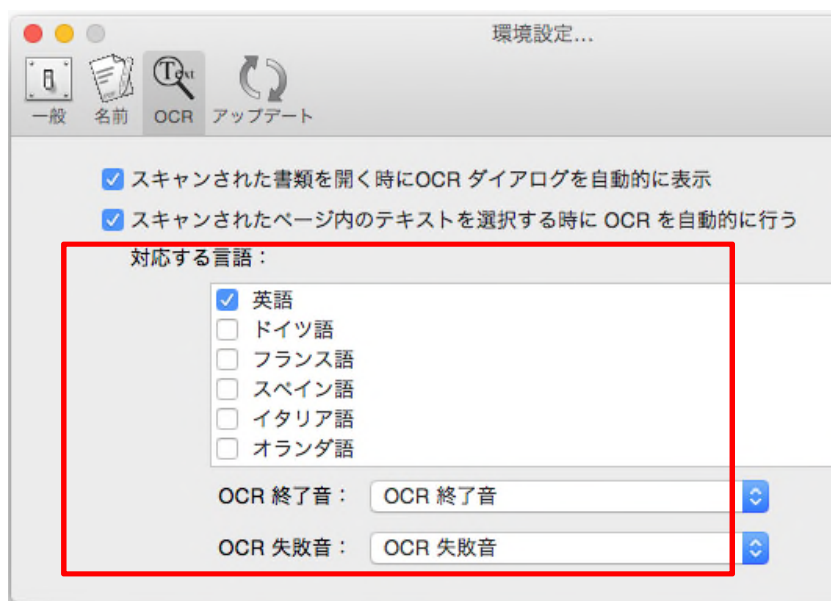 環境設定...
Text
一般 名前 OCR アップデート
スキャンされた書類を開く時にOCR ダイアログを自動的に表示
スキャンされたページ内のテキストを選択する時に OCR を自動的に行う
対応する言語：
英語
ドイツ語
フランス語
スペイン語
イタリア語
オランダ語
OCR 終了音： OCR 終了音
OCR 失敗音： OCR 失敗音